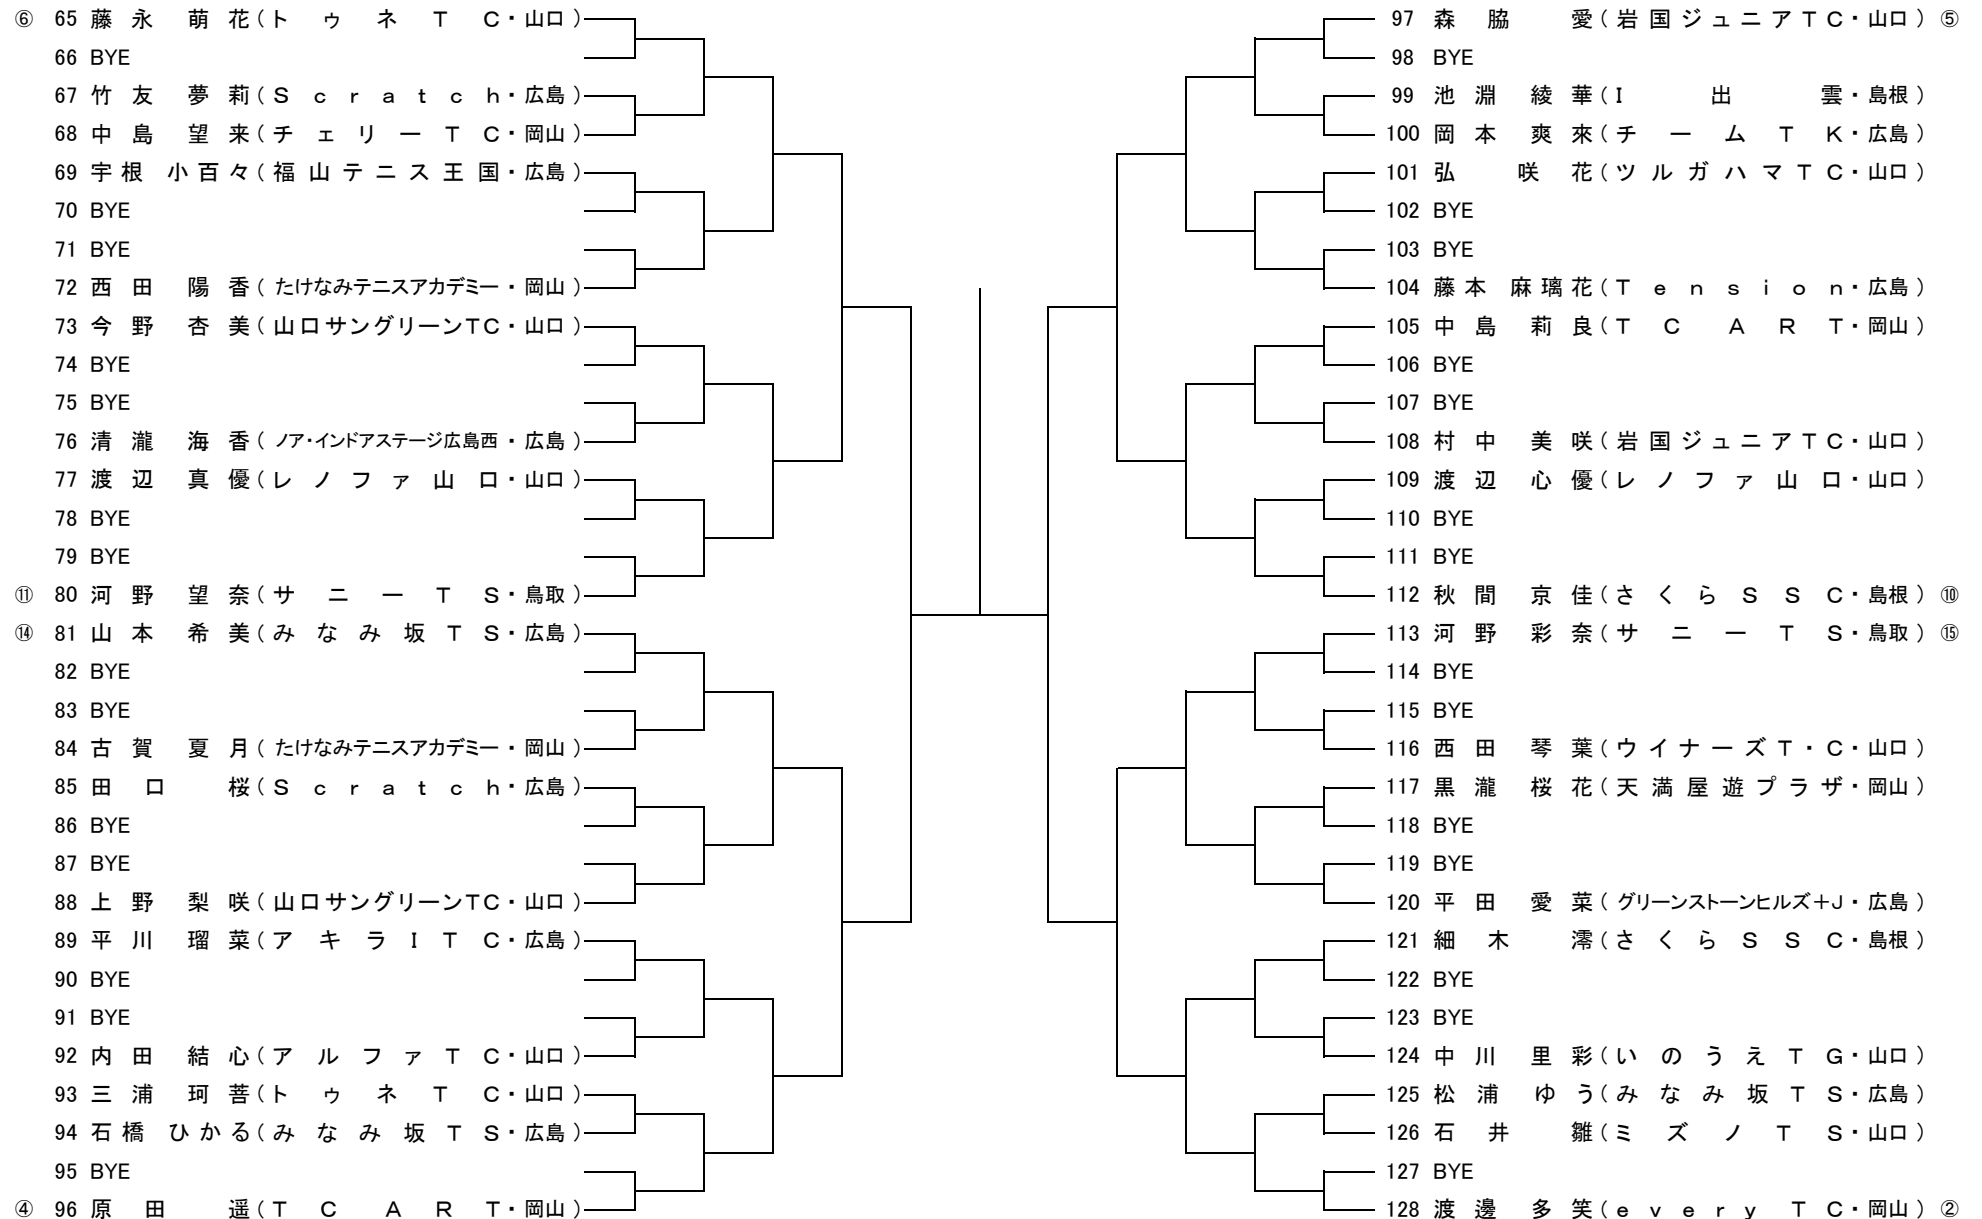 ⑥ 65 藤永 萌花(トゥネTC・山口)
66 BYE
67 竹友 夢莉(Scratch・広島)
68 中島 望来(チェリーTC・岡山)
69 宇根 小百々(福山テニス王国・広島)
70 BYE
71 BYE
72 西田 陽香(たけなみテニスアカデミー・岡山)
73 今野 杏美(山口サングリーンTC・山口)
74 BYE
75 BYE
76 清瀧 海香(ノア・インドアステージ広島西・広島)
77 渡辺 真優(レノファ山口・山口)
78 BYE
79 BYE
⑪ 80 河野 望奈(サニーTS・鳥取)
⑭ 81 山本 希美(みなみ坂TS・広島)
82 BYE
83 BYE
84 古賀 夏月(たけなみテニスアカデミー・岡山)
85 田口 桜(Scratch・広島)
86 BYE
87 BYE
88 上野 梨咲(山口サングリーンTC・山口)
89 平川 瑠菜(アキラITC・広島)
90 BYE
91 BYE
92 内田 結心(アルファTC・山口)
93 三浦 珂菩(トゥネTC・山口)
94 石橋 ひかる(みなみ坂TS・広島)
95 BYE
④ 96 原田 遥(TC ART・岡山)
97 森脇 愛(岩国ジュニアTC・山口) ⑤
98 BYE
99 池淵 綾華(I出雲・島根)
100 岡本 爽來(チームTK・広島)
101 弘 咲花(ツルガハマTC・山口)
102 BYE
103 BYE
104 藤本 麻璃花(Tension・広島)
105 中島 莉良(TC ART・岡山)
106 BYE
107 BYE
108 村中 美咲(岩国ジュニアTC・山口)
109 渡辺 心優(レノファ山口・山口)
110 BYE
111 BYE
112 秋間 京佳(さくらSSC・島根) ⑩
113 河野 彩奈(サニーTS・鳥取) ⑮
114 BYE
115 BYE
116 西田 琴葉(ウイナーズT・C・山口)
117 黒瀧 桜花(天満屋遊プラザ・岡山)
118 BYE
119 BYE
120 平田 愛菜(グリーンストーンヒルズ+J・広島)
121 細木 澪(さくらSSC・島根)
122 BYE
123 BYE
124 中川 里彩(いのうえTG・山口)
125 松浦 ゆう(みなみ坂TS・広島)
126 石井 雛(ミズノTS・山口)
127 BYE
128 渡邊 多笑(every TC・岡山) ②